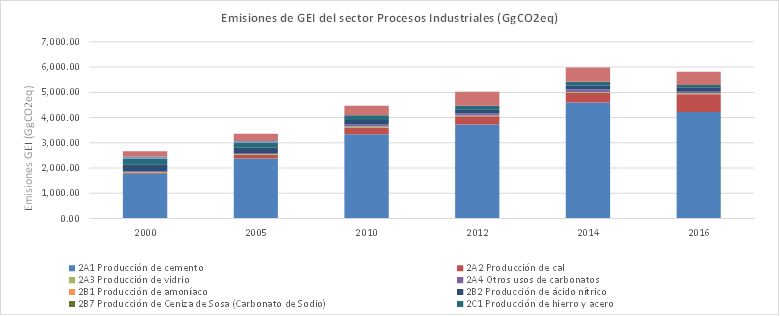 Emisiones de GEI del sector Procesos Industriales (GgCO2eq)
7,000.00
6,000.00
5,000.00
4,000.00
3,000.00
2,000.00
1,000.00
0.00
Emisiones GEI (GgCO2eq)
2000 2005 2010 2012 2014 2016
2A1 Producción de cemento 2A2 Producción de cal
2A3 Producción de vidrio 2A4 Otros usos de carbonatos
2B1 Producción de amoníaco 2B2 Producción de ácido nítrico
2B7 Producción de Ceniza de Sosa (Carbonato de Sodio) 2C1 Producción de hierro y acero